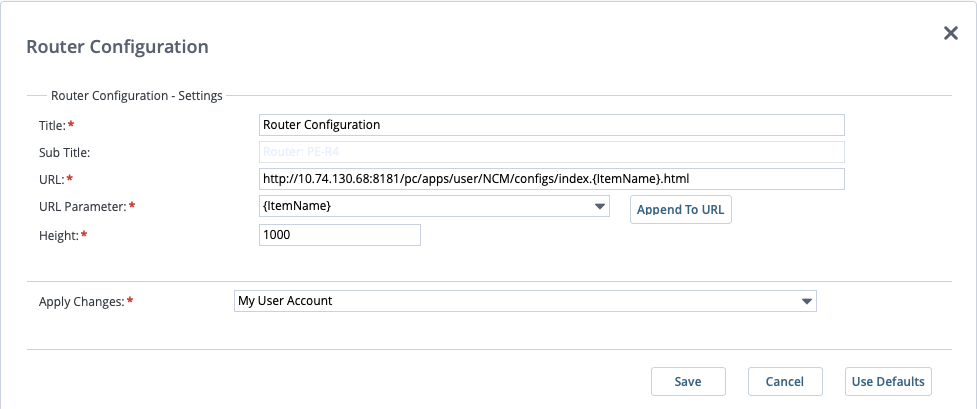 Router Configuration
Router Configuration - Settings
Title:* Router Configuration
Sub Title: Router: PE-R4
URL:* http://10.74.130.68:8181/pc/apps/user/NCM/configs/index.{ItemName}.html
URL Parameter:* {ItemName} Append To URL
Height:* 1000
Apply Changes:* My User Account
Save Cancel Use Defaults